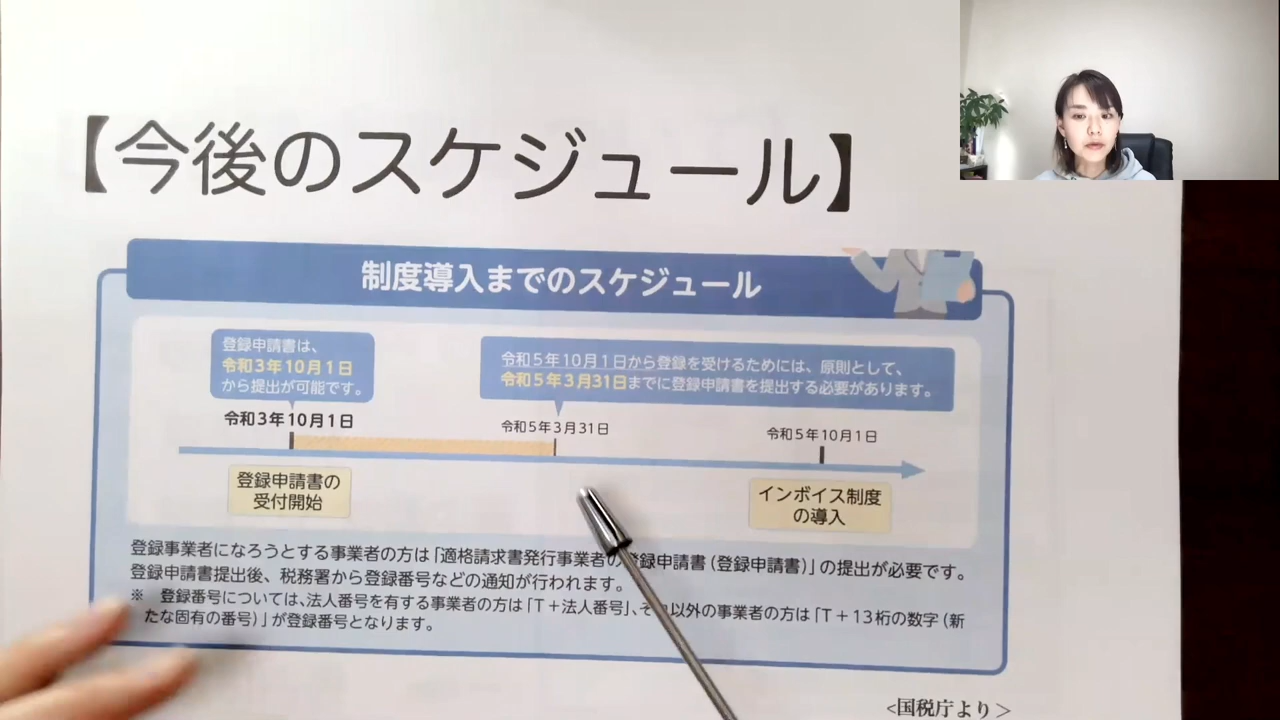 【今後のスケジュール】
制度導入までのスケジュール
登録申請書は、
令和3年10月1日
から提出が可能です。
令和5年10月1日から登録を受けるためには、原則として、
令和5年3月31日までに登録申請書を提出する必要があります。
令和3年10月1日
令和5年3月31日
令和5年10月1日
登録申請書の
受付開始
インボイス制度
の導入
登録事業者になろうとする事業者の方は「適格請求書発行事業者の登録申請書(登録申請書)」の提出が必要です。
登録申請書提出後、税務署から登録番号などの通知が行われます。
※ 登録番号については、法人番号を有する事業者の方は「T+法人番号」、それ以外の事業者の方は「T+13桁の数字(新
たな固有の番号)」が登録番号となります。
<国税庁より>